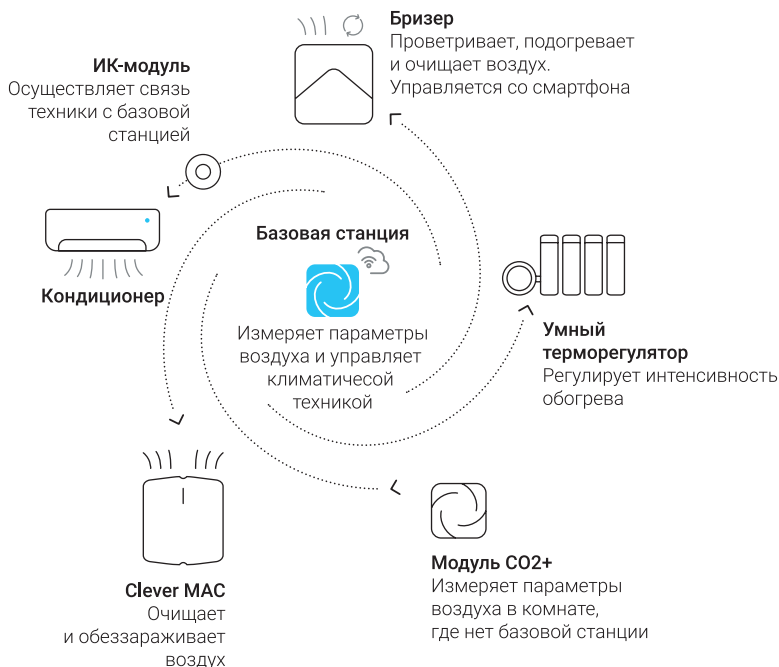 Бризер
Проветривает, подогревает
и очищает воздух.
Управляется со смартфона
ИК-модуль
Осуществляет связь
техники с базовой
станцией
Кондиционер
Базовая станция
Измеряет параметры
воздуха и управляет
климатичесой
техникой
Умный
терморегулятор
Регулирует интенсивность
обогрева
Модуль CO2+
Измеряет параметры
воздуха в комнате,
где нет базовой станции
Clever MAC
Очищает
и обеззараживает
воздух